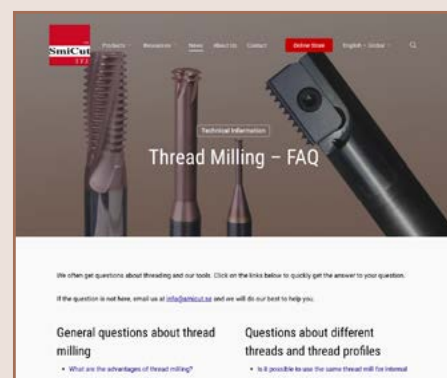 SmiCut
Products Resources News About Us Contact Online Store English – Global
Technical Information
Thread Milling – FAQ
We often get questions about threading and our tools. Click on the links below to quickly get the answer to your question.
If the question is not here, email us at info@smicut.se and we will do our best to help you.
General questions about thread
milling
• What are the advantages of thread milling?
Questions about different
threads and thread profiles
• Is it possible to use the same thread mill for internal